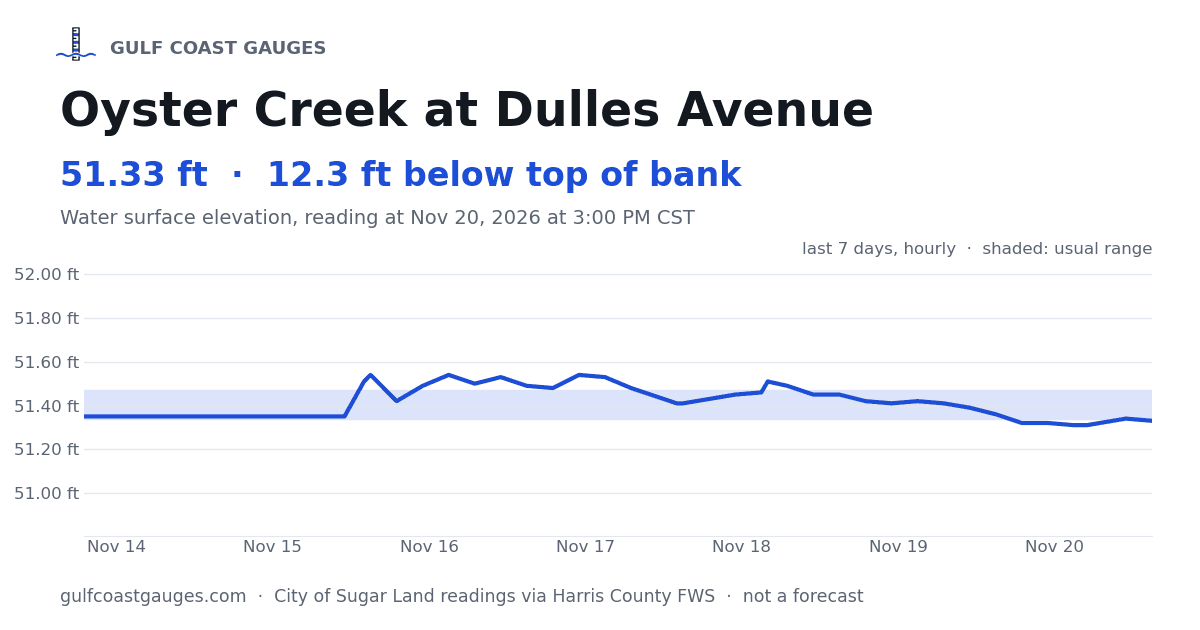 GULF COAST GAUGES
Oyster Creek at Dulles Avenue
51.33 ft · 12.3 ft below top of bank
Water surface elevation, reading at Nov 20, 2026 at 3:00 PM CST
last 7 days, hourly · shaded: usual range
52.00 ft
51.80 ft
51.60 ft
51.40 ft
51.20 ft
51.00 ft
Nov 14 Nov 15 Nov 16 Nov 17 Nov 18 Nov 19 Nov 20
gulfcoastgauges.com · City of Sugar Land readings via Harris County FWS · not a forecast